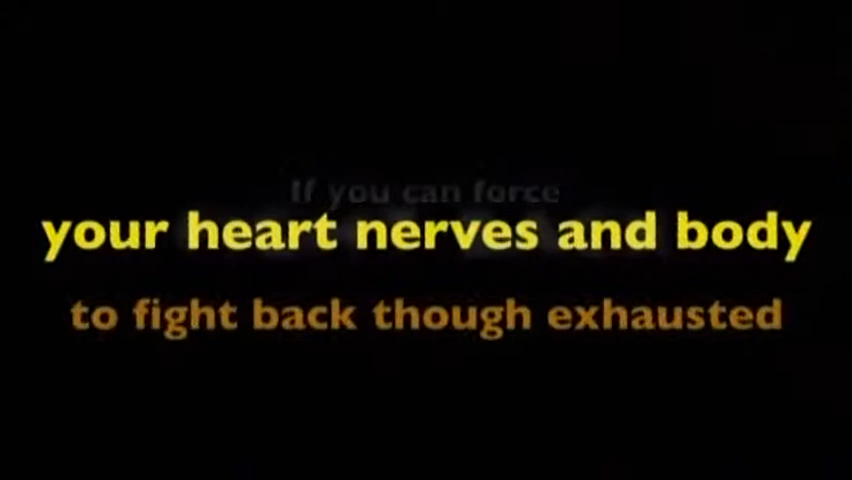 If you can force
your heart nerves and body
to fight back though exhausted